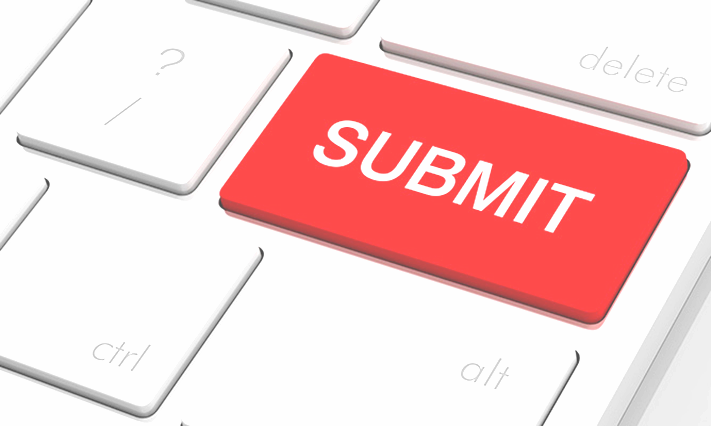 delete
?
/
SUBMIT
ctrl
alt